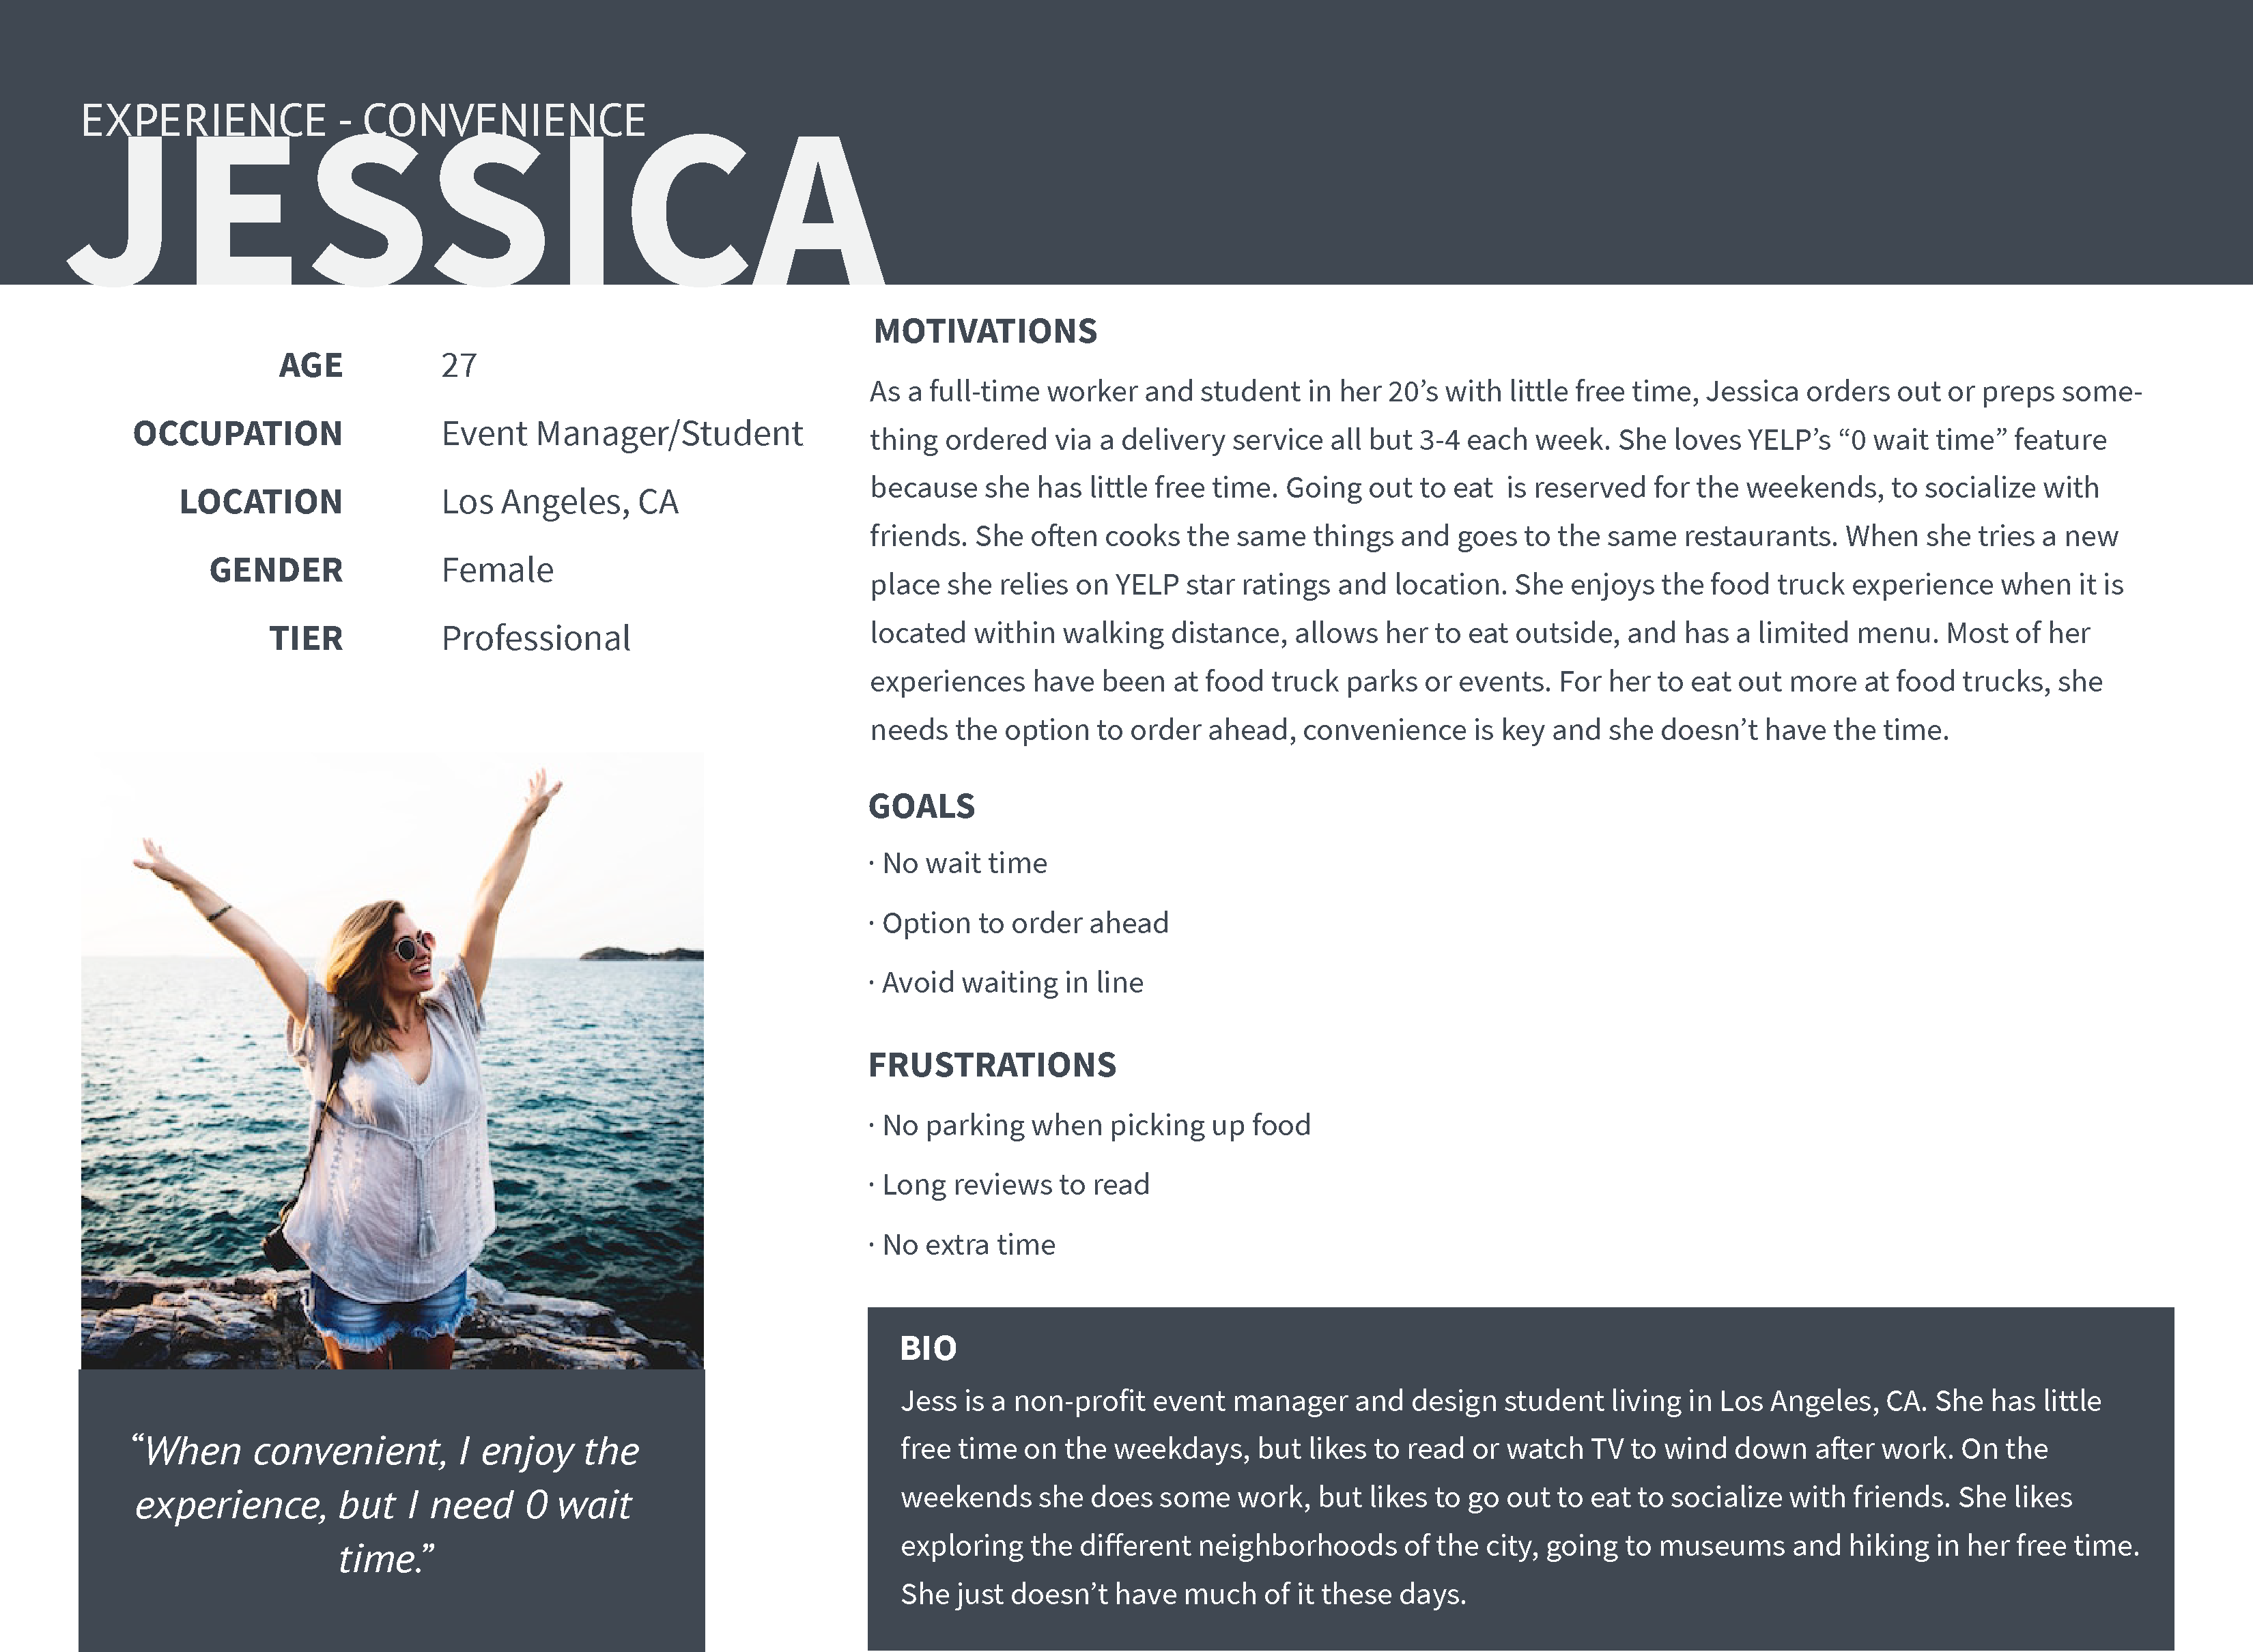 EXPERIENCE - CONVENIENCE
JESSICA
AGE 27
OCCUPATION Event Manager/Student
LOCATION Los Angeles, CA
GENDER Female
TIER Professional
“When convenient, I enjoy the
experience, but I need 0 wait
time.”
MOTIVATIONS
As a full-time worker and student in her 20’s with little free time, Jessica orders out or preps some-
thing ordered via a delivery service all but 3-4 each week. She loves YELP’s “0 wait time” feature
because she has little free time. Going out to eat  is reserved for the weekends, to socialize with
friends. She often cooks the same things and goes to the same restaurants. When she tries a new
place she relies on YELP star ratings and location. She enjoys the food truck experience when it is
located within walking distance, allows her to eat outside, and has a limited menu. Most of her
experiences have been at food truck parks or events. For her to eat out more at food trucks, she
needs the option to order ahead, convenience is key and she doesn’t have the time.
GOALS
· No wait time
· Option to order ahead
· Avoid waiting in line
FRUSTRATIONS
· No parking when picking up food
· Long reviews to read
· No extra time
BIO
Jess is a non-profit event manager and design student living in Los Angeles, CA. She has little
free time on the weekdays, but likes to read or watch TV to wind down after work. On the
weekends she does some work, but likes to go out to eat to socialize with friends. She likes
exploring the different neighborhoods of the city, going to museums and hiking in her free time.
She just doesn’t have much of it these days.